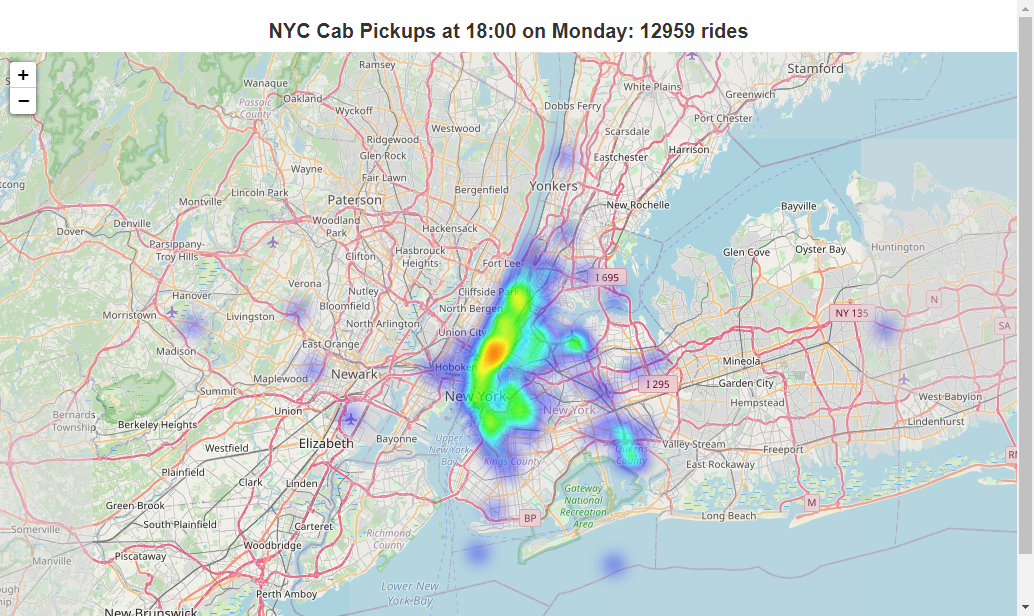 NYC Cab Pickups at 18:00 on Monday: 12959 rides
+
−
Ramsey
Stamford
Wanaque
White Plains
Greenwich
Oakland
Passaic
County
Dobbs Ferry
Wyckoff
Port Chester
Westwood
Scarsdale
Ridgewood
Harrison
Glen Rock
Eastchester
Wayne
Fair Lawn
Yonkers
Lincoln Park
Bergenfield
Montville
Paterson
New Rochelle
Bayville
Denville
Woodland
Park
Hackensack
Dover
Parsippany-
Troy Hills
Hasbrouck
Heights
Clifton
Glen Cove
Oyster Bay
Huntington
Fort Lee
I 695
Verona
Nutley
Cliffside Park
Hanover
Bloomfield
North Bergen
N
Morristown
Livingston
North Arlington
NY 135
SA
Union City
East Orange
Madison
Mineola
Hoboken
Newark
Maplewood
I 295
Garden City
Summit
New York
West Babylon
Hempstead
Union
New York
Bernards
Township
Berkeley Heights
Lindenhurst
Elizabeth
Bayonne
Upper
New York
Bay
Valley Stream
Freeport
Westfield
Queens
County
Kings County
East Rockaway
Plainfield
Clark
Linden
Gateway
National
Recreation
Area
M
Green Brook
BP
Long Beach
South Plainfield
Carteret
Somerville
Richmond
County
Woodbridge
Piscataway
Manville
Lower New
York Bay
Perth Amboy
New Brunswick